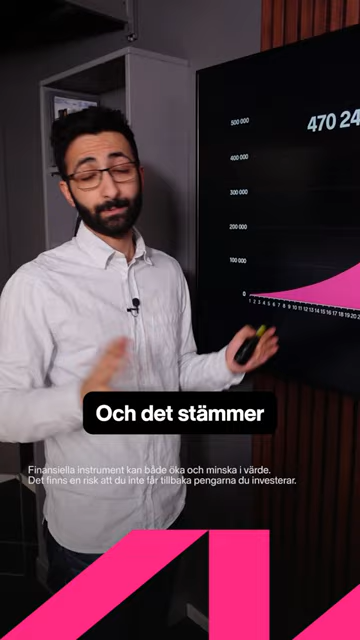 470 24
500 000
400 000
300 000
200 000
100 000
0
Och det stämmer
Finansiella instrument kan både öka och minska i värde.
Det finns en risk att du inte får tillbaka pengarna du investerar.